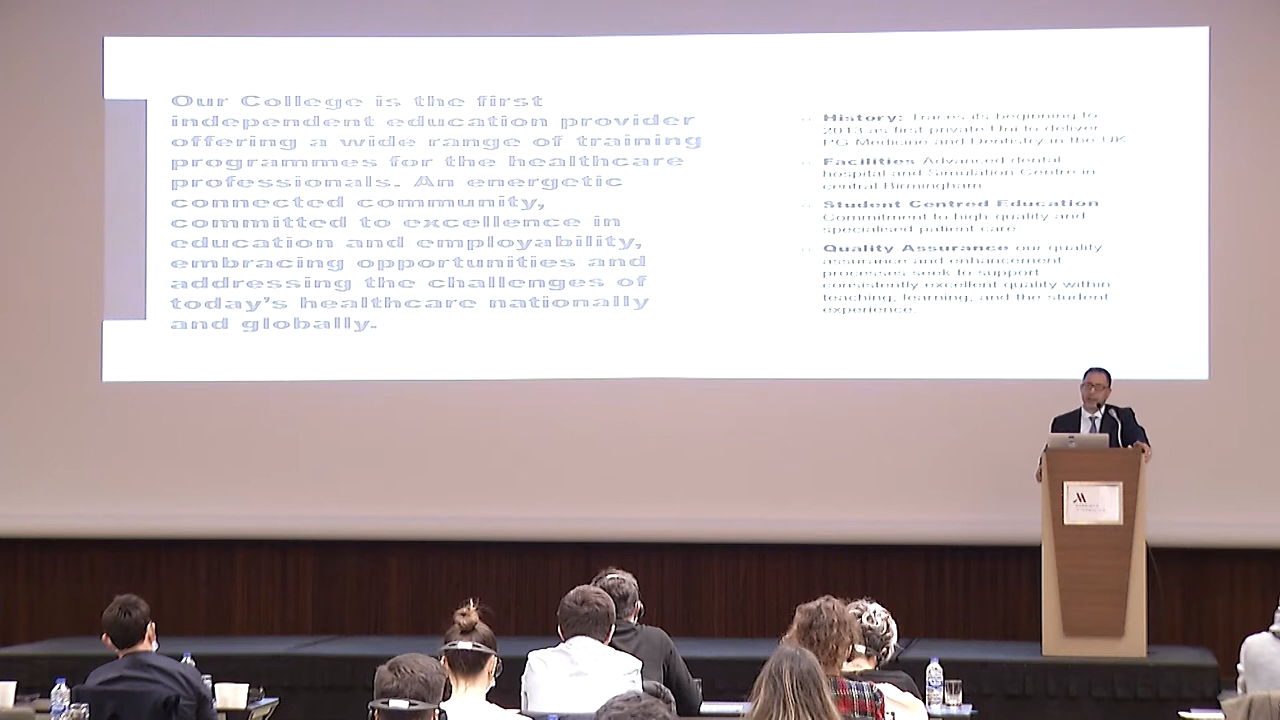 Our College is the first
independent education provider
offering a wide range of training
programmes for the healthcare
professionals. An energetic
connected community,
committed to excellence in
education and employability,
embracing opportunities and
addressing the challenges of
today's healthcare nationally
and globally.
History: Traces its beginning to
2013 as first private Uni to deliver
PG Medicine and Dentistry in the UK
Facilities Advanced dental
hospital and Simulation Centre in
central Birmingham
Student Centred Education
Commitment to high quality and
specialised patient care
Quality Assurance our quality
assurance and enhancement
processes seek to support
consistently excellent quality within
teaching, learning, and the student
experience.